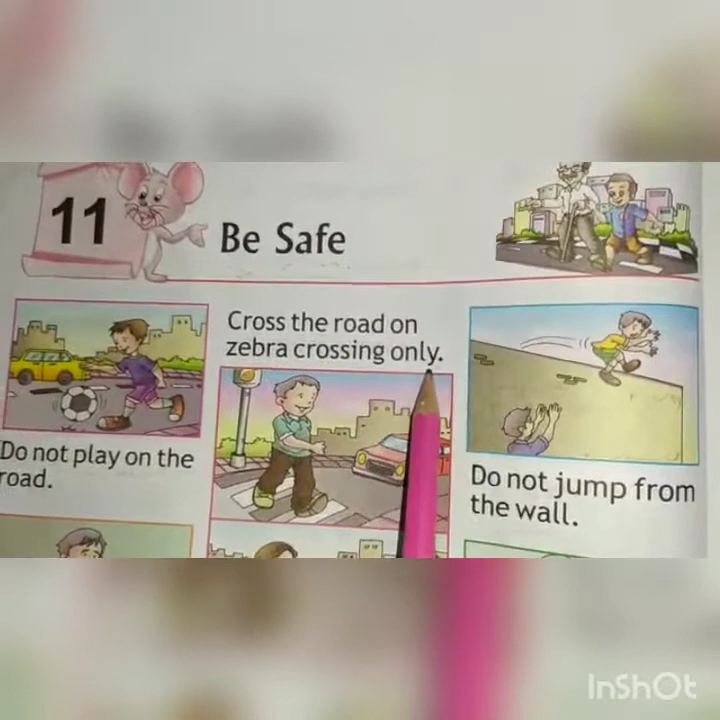 11
Be Safe
Do not play on the
road.
Cross the road on
zebra crossing only.
Do not jump from
the wall.
InShOt